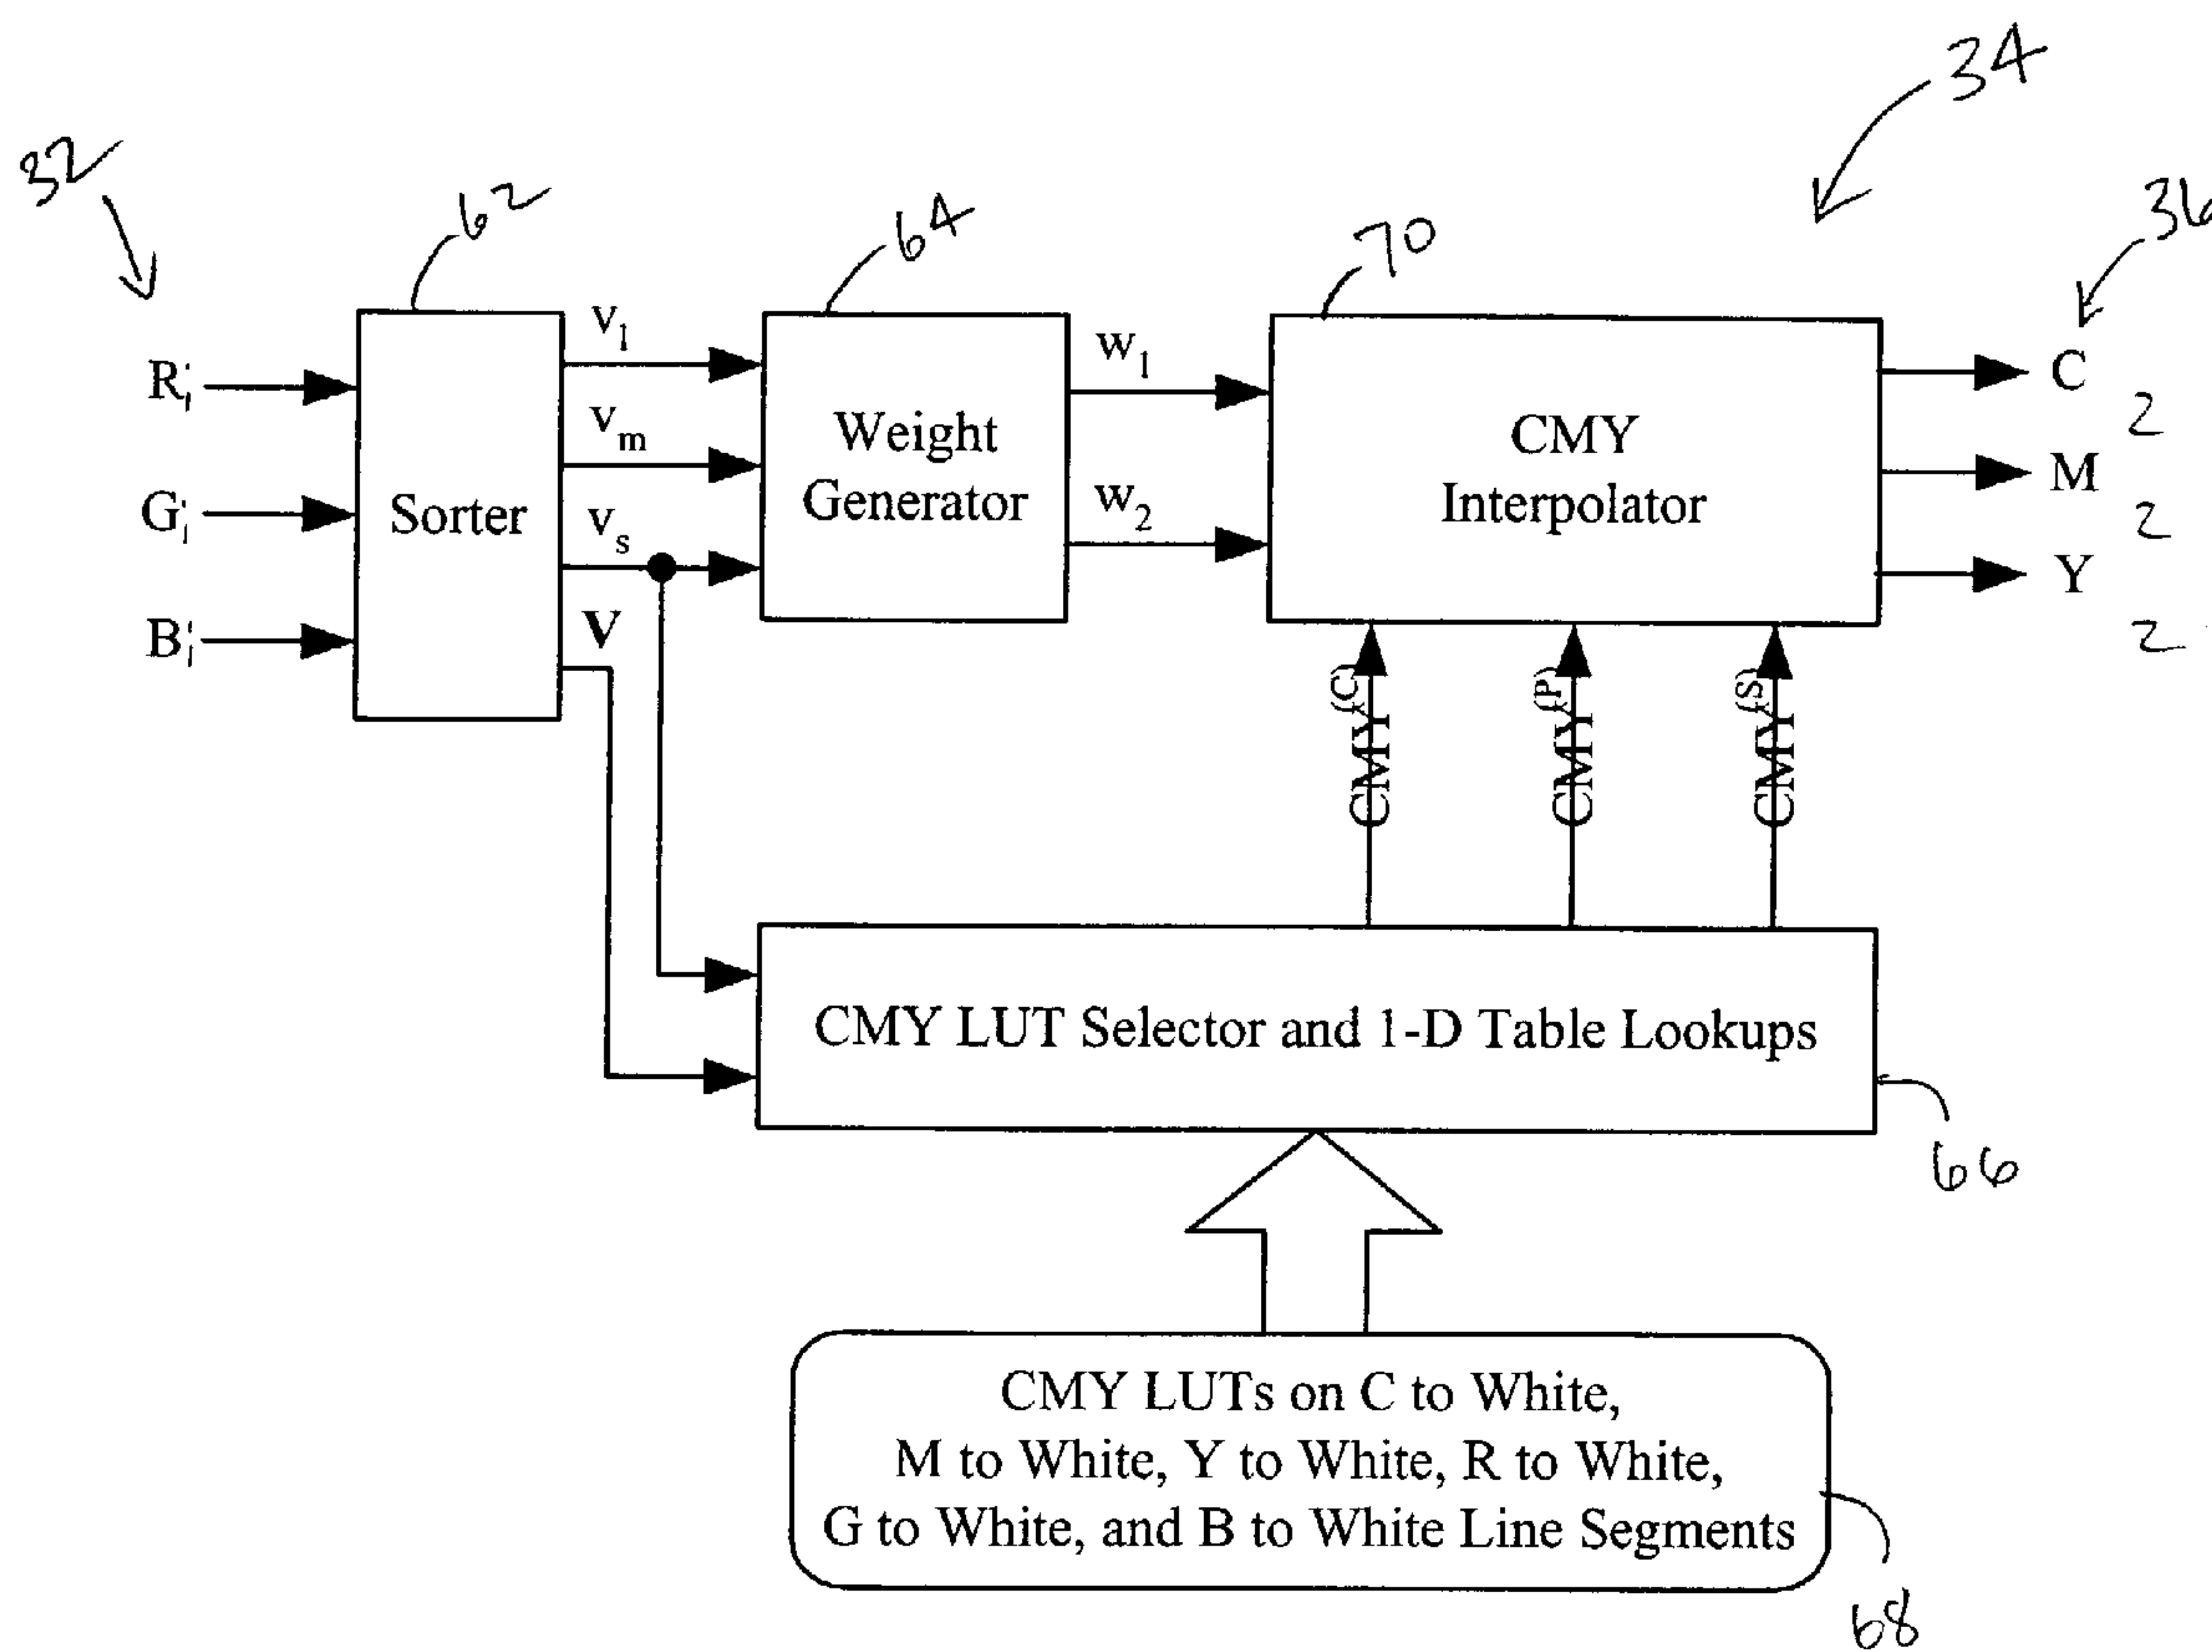 34
32
62
64
70
36
R¡
G¡
B¡
Sorter
v₁
vₘ
vₛ
V
Weight
Generator
w₁
w₂
CMY
Interpolator
C
2
M
2
Y
2
CMY⁽ᶜ⁾
CMY⁽ᴾ⁾
CMY⁽ˢ⁾
CMY LUT Selector and 1-D Table Lookups
66
CMY LUTs on C to White,
M to White, Y to White, R to White,
G to White, and B to White Line Segments
68